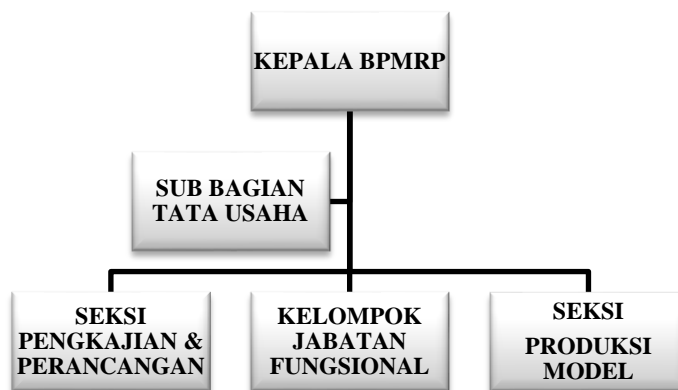 KEPALA BPMRP
SUB BAGIAN
TATA USAHA
SEKSI
PENGKAJIAN &
PERANCANGAN
KELOMPOK
JABATAN
FUNGSIONAL
SEKSI
PRODUKSI
MODEL